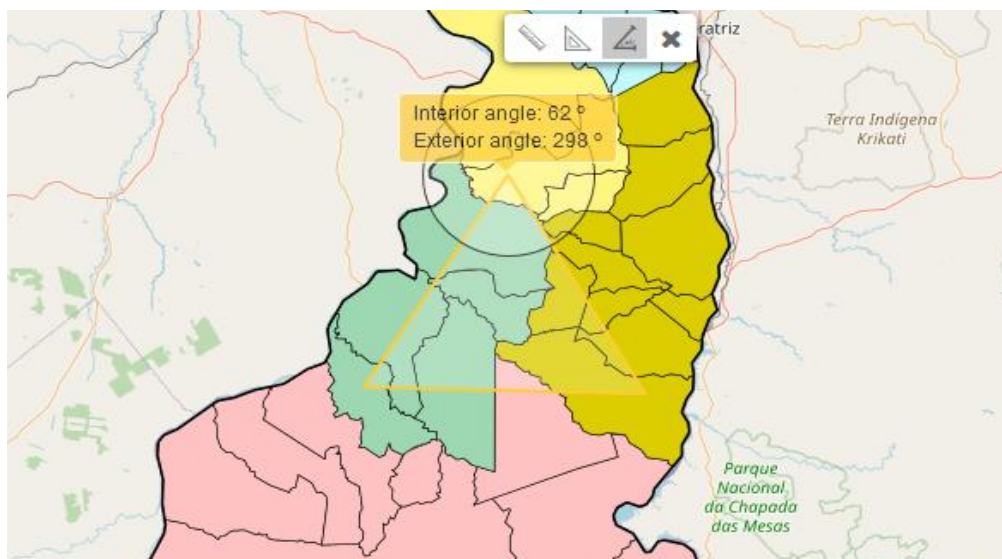 ratriz
Interior angle: 62 º
Exterior angle: 298 º
Terra Indígena
Krikati
Parque
Nacional
da Chapada
das Mesas